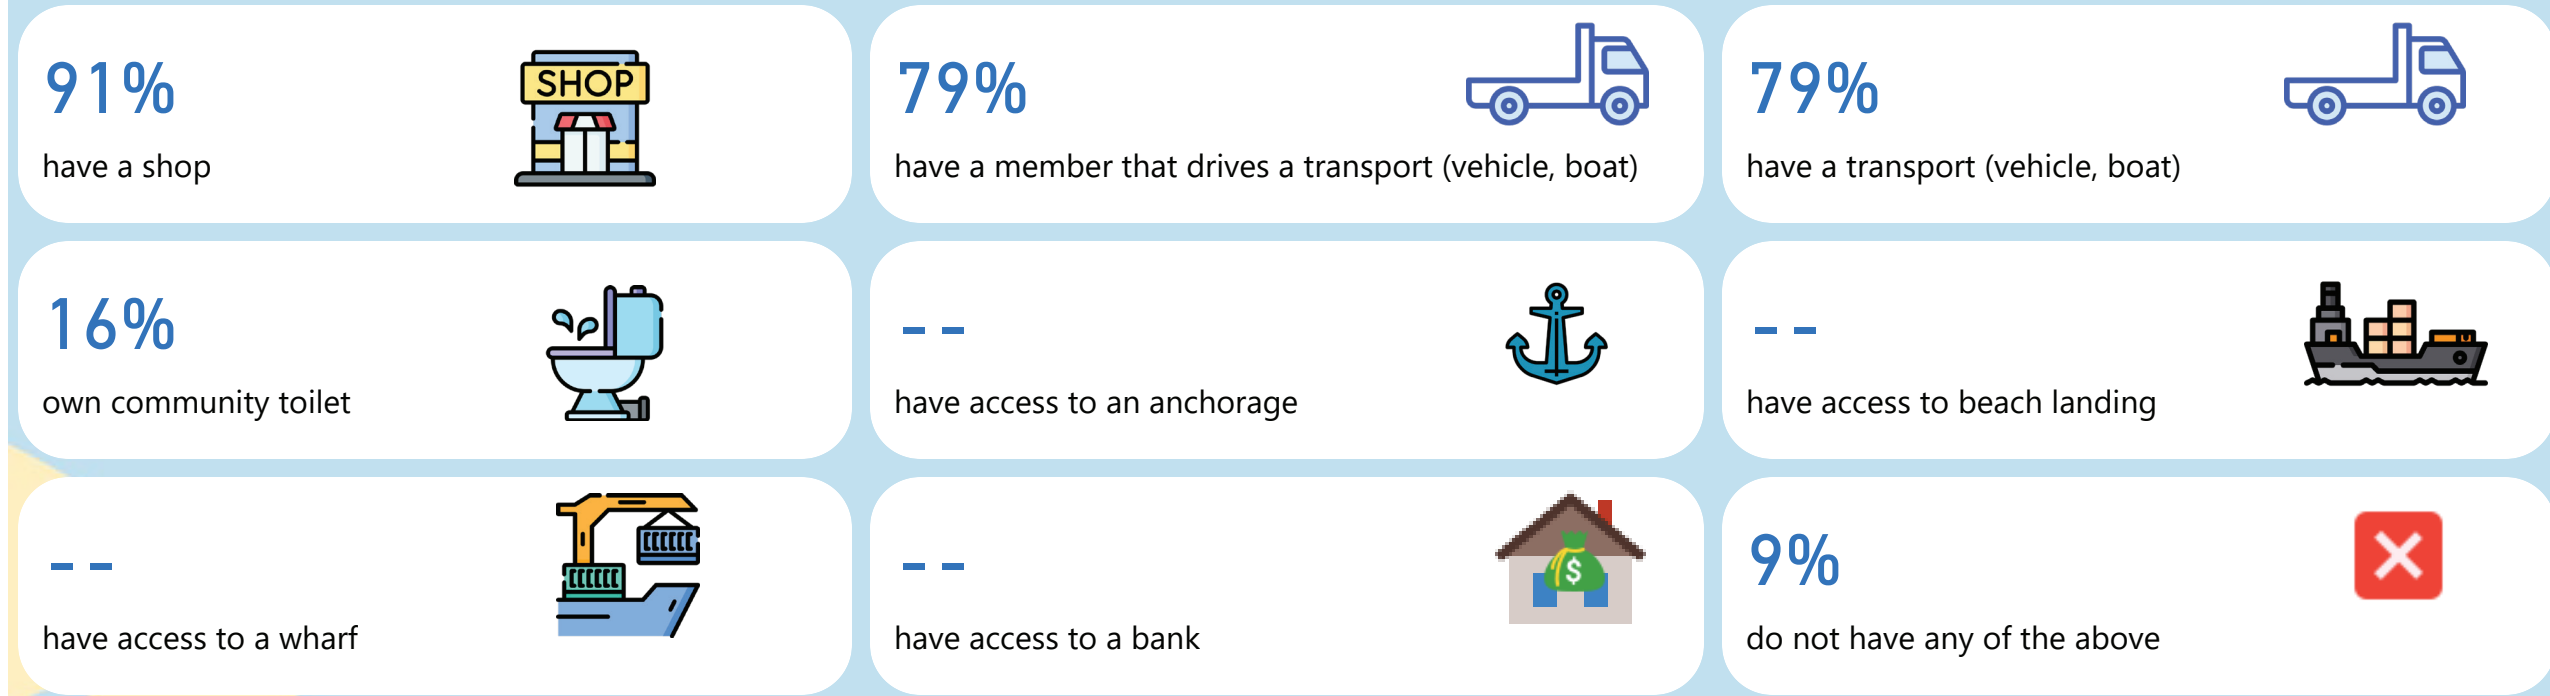 91%
SHOP
have a shop
79%
have a member that drives a transport (vehicle, boat)
79%
have a transport (vehicle, boat)
16%
own community toilet
--
have access to an anchorage
--
have access to beach landing
--
have access to a wharf
--
$
have access to a bank
9%
do not have any of the above